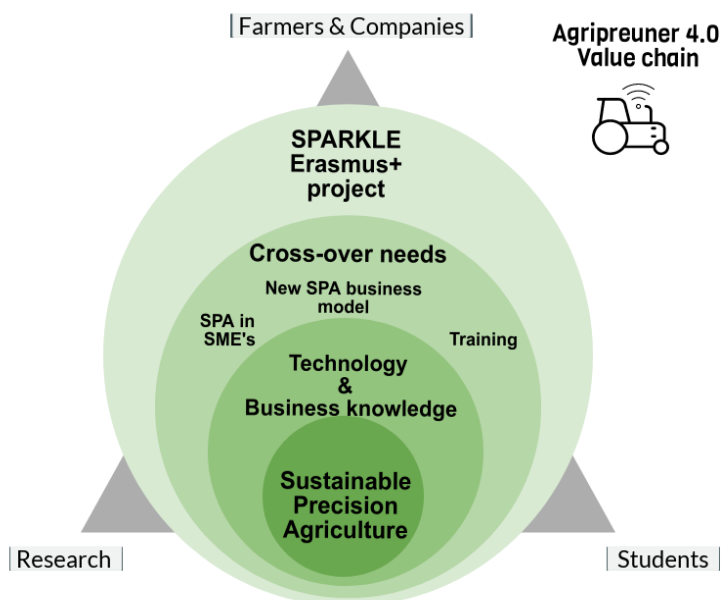 Farmers & Companies
Agripreuner 4.0
Value chain
SPARKLE
Erasmus+
project
Cross-over needs
New SPA business
model
SPA in
SME's
Training
Technology
&
Business knowledge
Sustainable
Precision
Agriculture
Research
Students